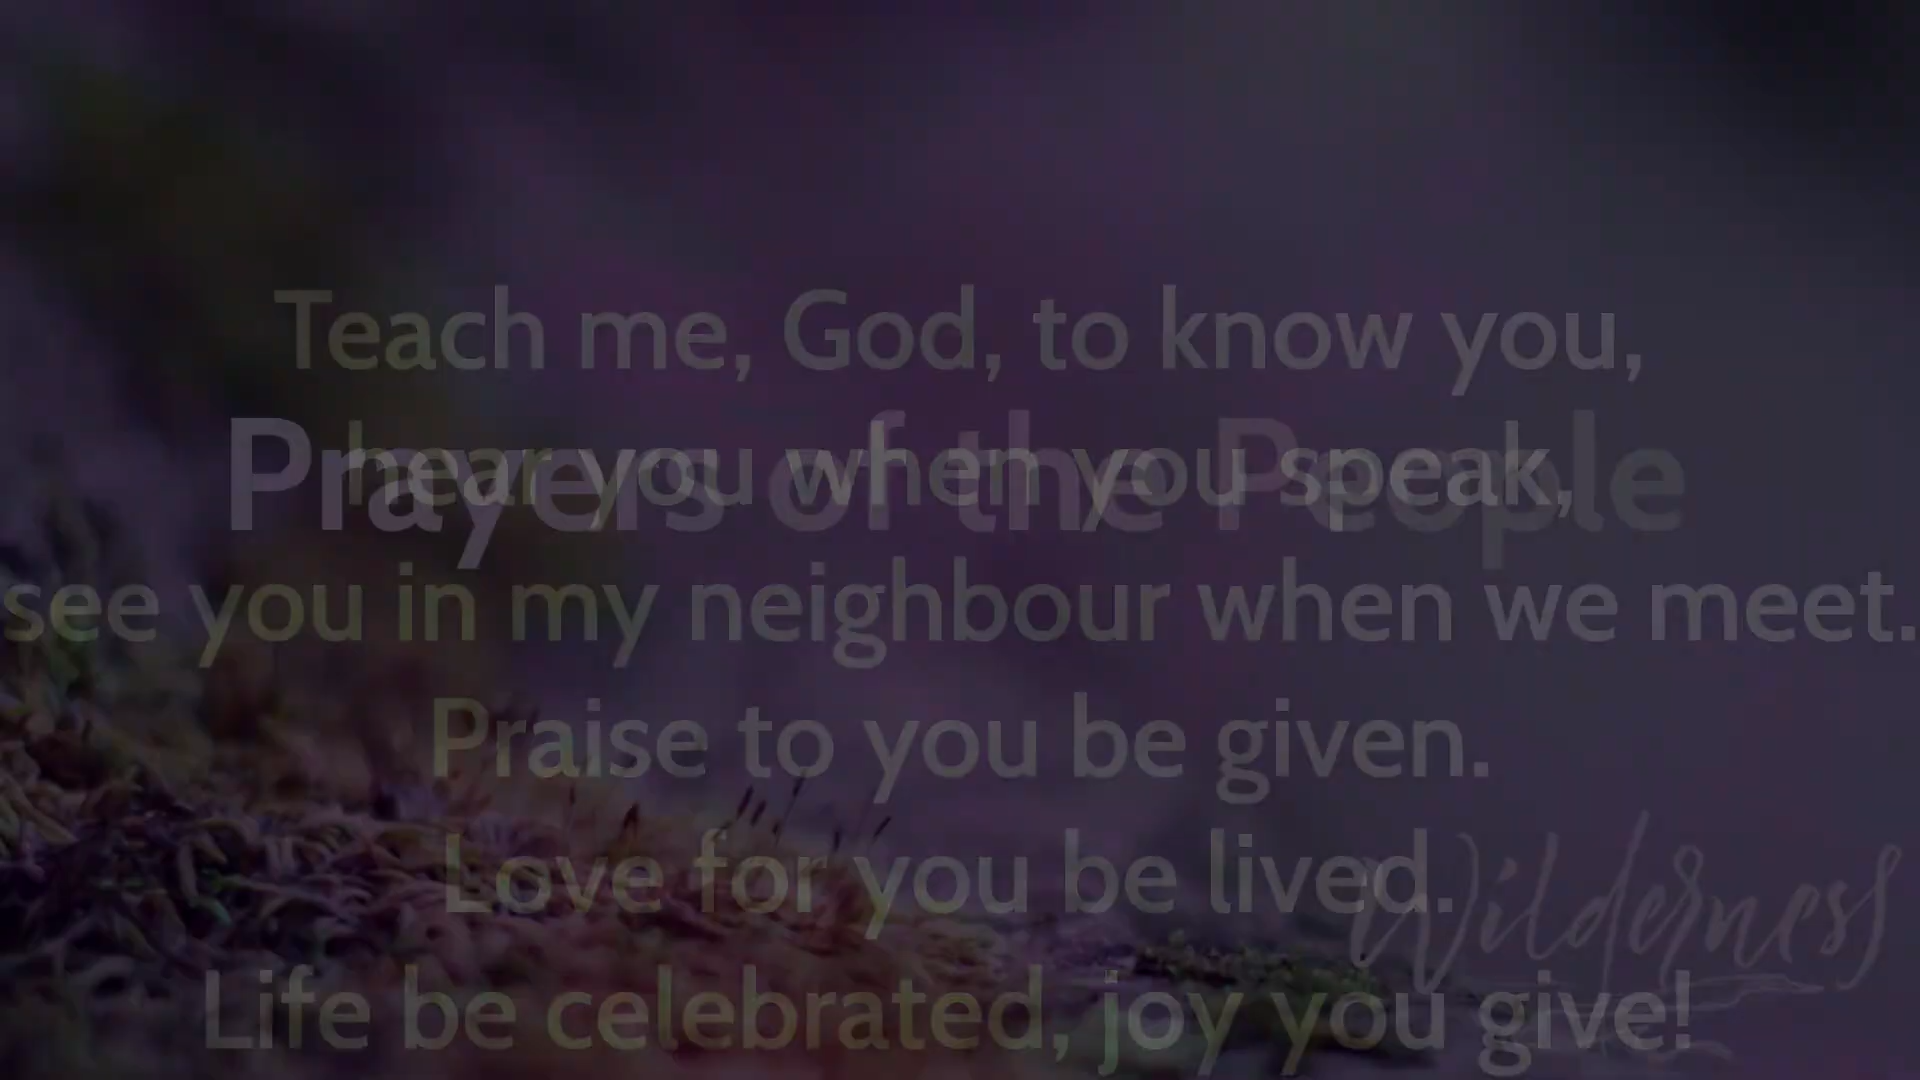 Teach me, God, to know you,
Prayers of the People
hear you when you speak,
see you in my neighbour when we meet.
Praise to you be given.
Love for you be lived.
Wilderness
Life be celebrated, joy you give!